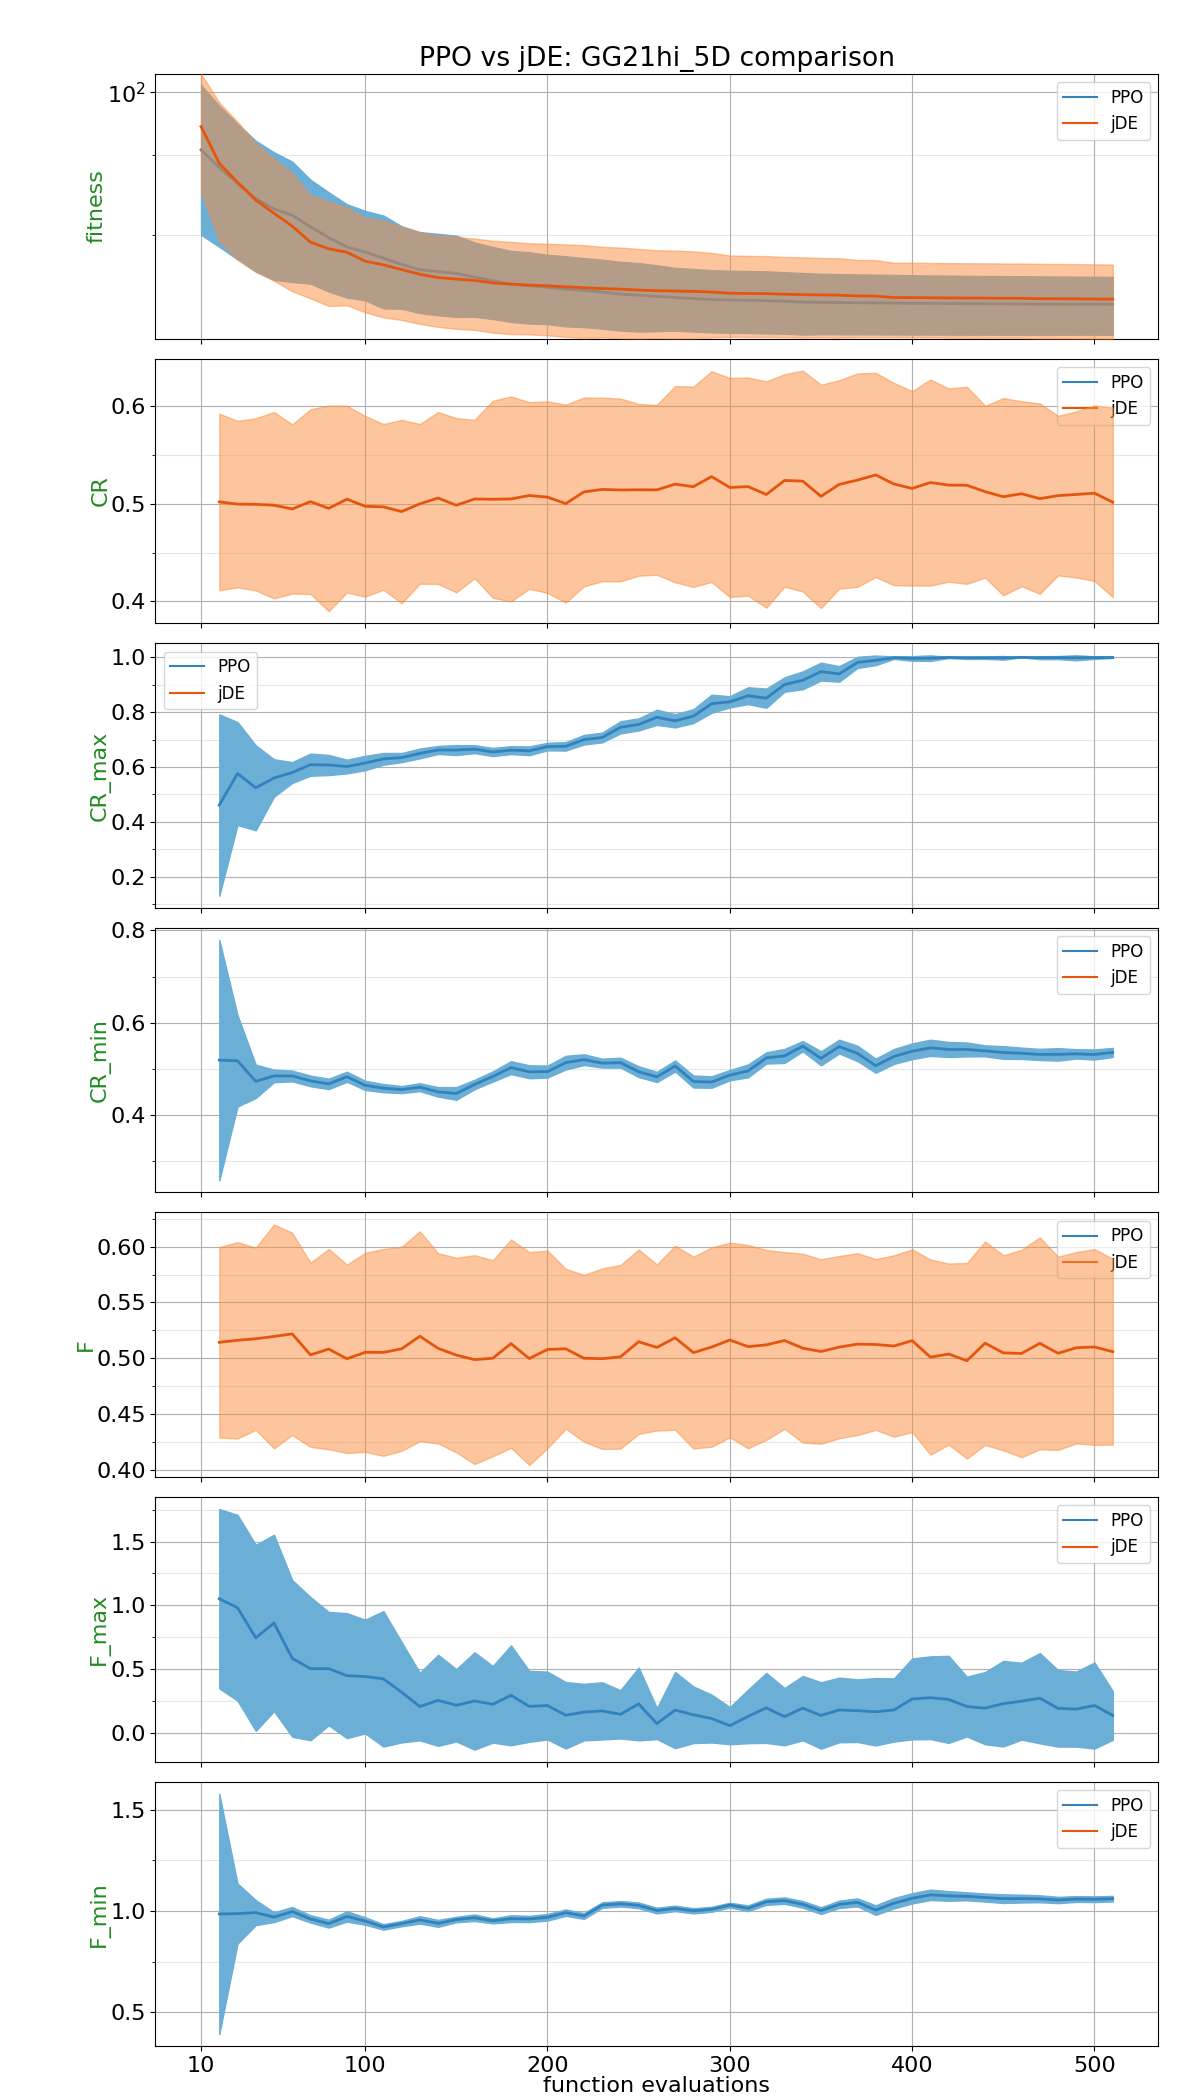 PPO vs jDE: GG21hi_5D comparison
10²
fitness
PPO
jDE
0.6
0.5
0.4
CR
PPO
jDE
1.0
0.8
0.6
0.4
0.2
CR_max
PPO
jDE
0.8
0.6
0.4
CR_min
PPO
jDE
0.60
0.55
0.50
0.45
0.40
F
PPO
jDE
1.5
1.0
0.5
0.0
F_max
PPO
jDE
1.5
1.0
0.5
F_min
PPO
jDE
10 100 200 300 400 500
function evaluations